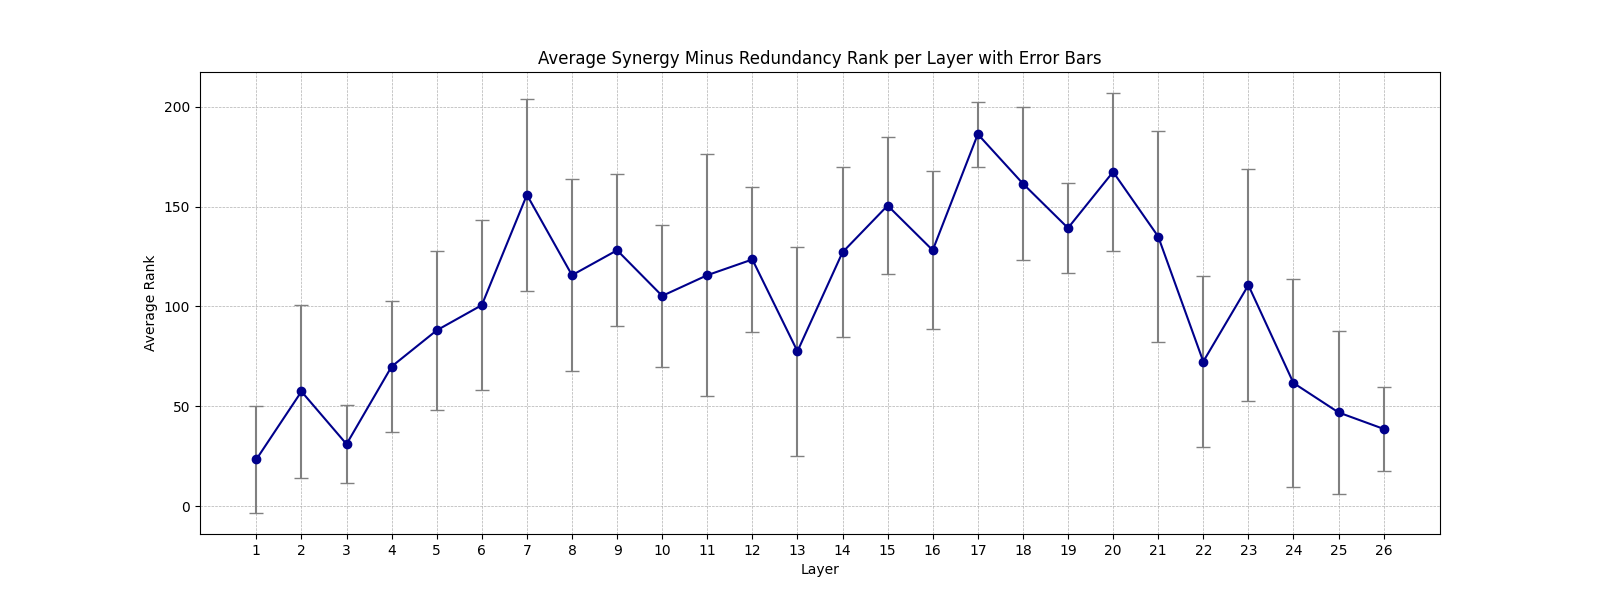 Average Synergy Minus Redundancy Rank per Layer with Error Bars
200
150
100
50
0
Average Rank
1 2 3 4 5 6 7 8 9 10 11 12 13 14 15 16 17 18 19 20 21 22 23 24 25 26
Layer